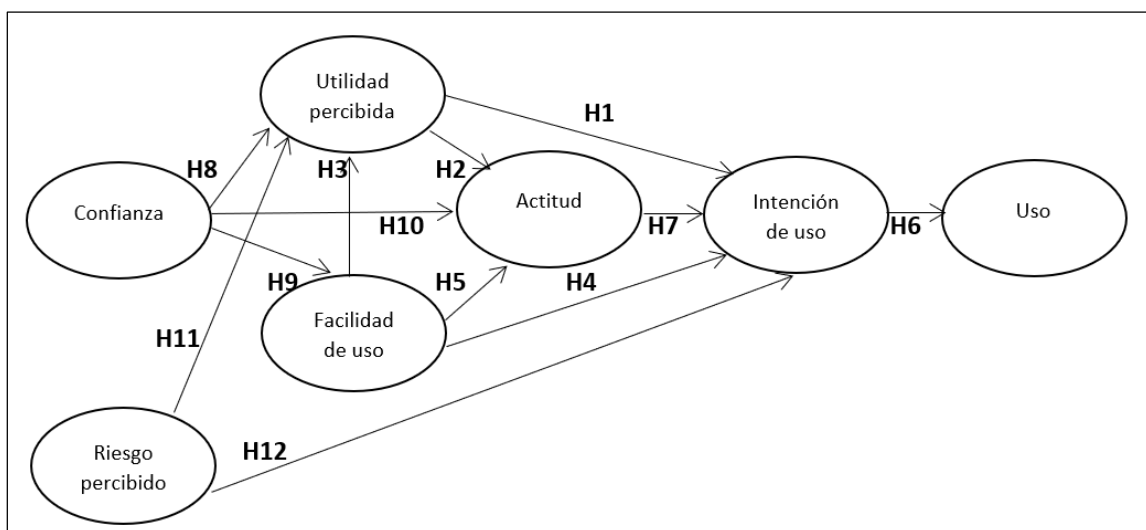 Utilidad
percibida
H1
H8
H3
H2
Confianza
Actitud
Intención
de uso
Uso
H10
H7
H6
H9
H5
H4
Facilidad
de uso
H11
H12
Riesgo
percibido